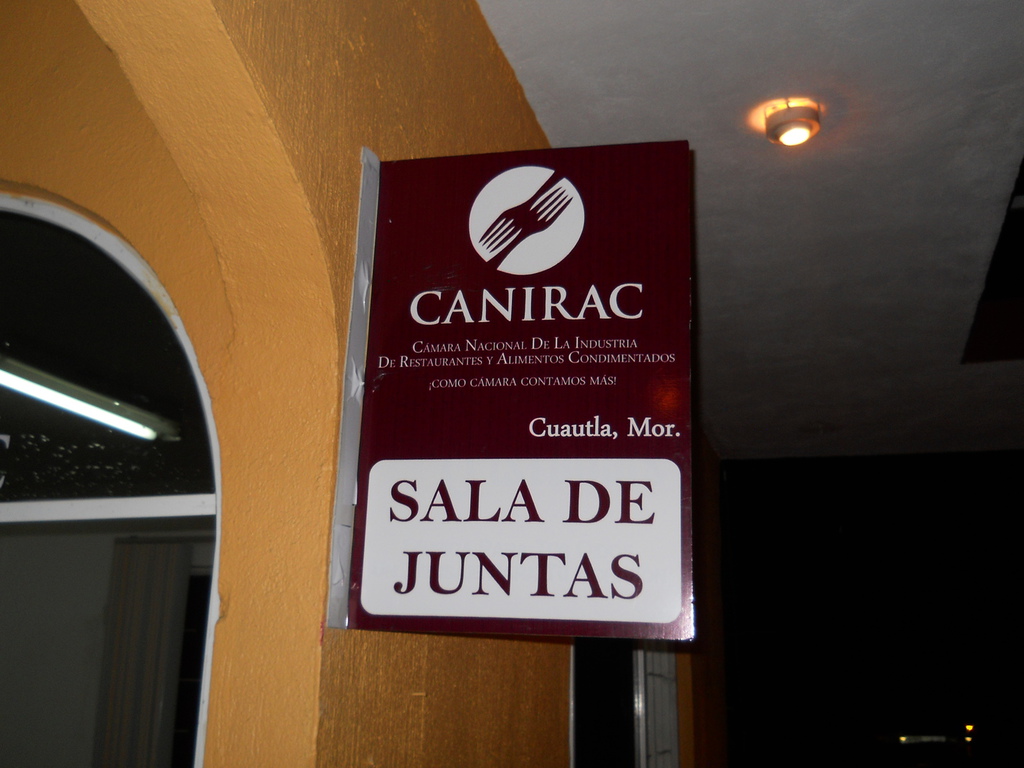 CANIRAC
CÁMARA NACIONAL DE LA INDUSTRIA
DE RESTAURANTES Y ALIMENTOS CONDIMENTADOS
¡COMO CÁMARA CONTAMOS MÁS!
Cuautla, Mor.
SALA DE
JUNTAS